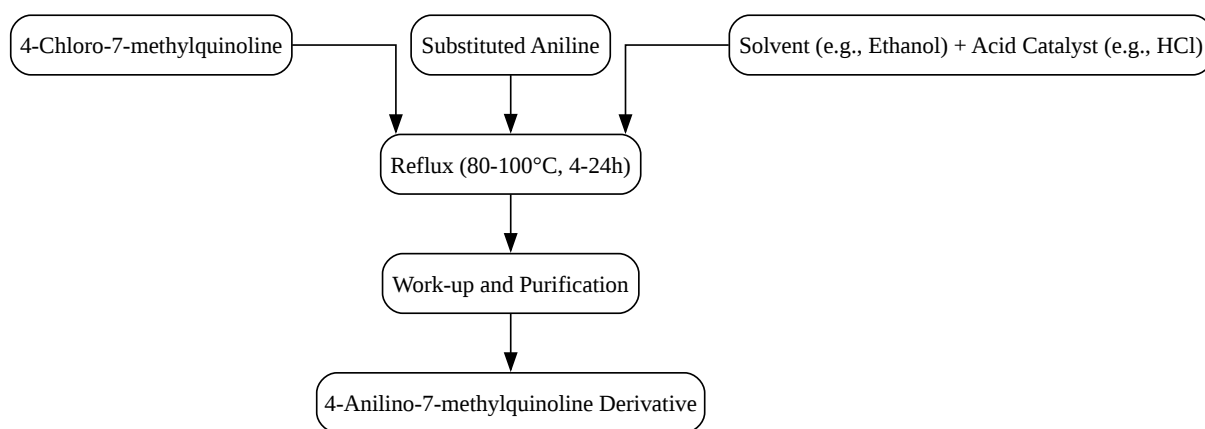 4-Chloro-7-methylquinoline
Substituted Aniline
Solvent (e.g., Ethanol) + Acid Catalyst (e.g., HCl)
Reflux (80-100°C, 4-24h)
Work-up and Purification
4-Anilino-7-methylquinoline Derivative